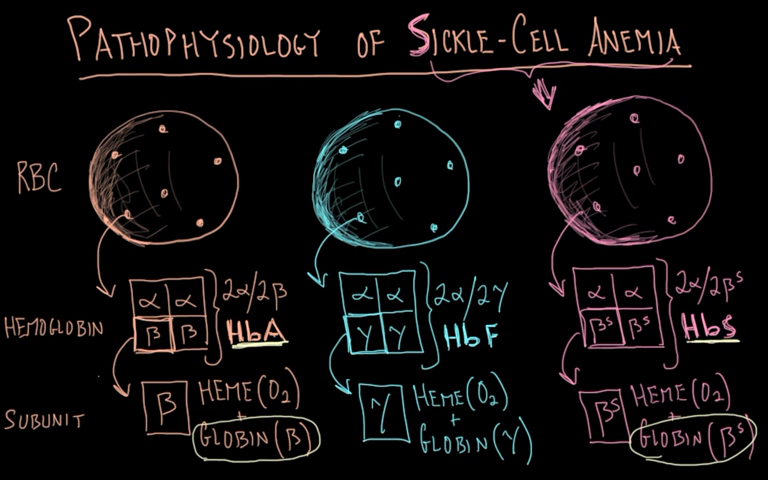 PATHOPHYSIOLOGY OF SICKLE-CELL ANEMIA
RBC
HEMOGLOBIN
α α
β β
2α/2β
HbA
α α
γ γ
2α/2γ
HbF
α α
βˢ βˢ
2α/2βˢ
HbS
SUBUNIT
β
HEME(O₂)
+
GLOBIN(β)
γ
HEME(O₂)
+
GLOBIN(γ)
βˢ
HEME(O₂)
+
GLOBIN(βˢ)